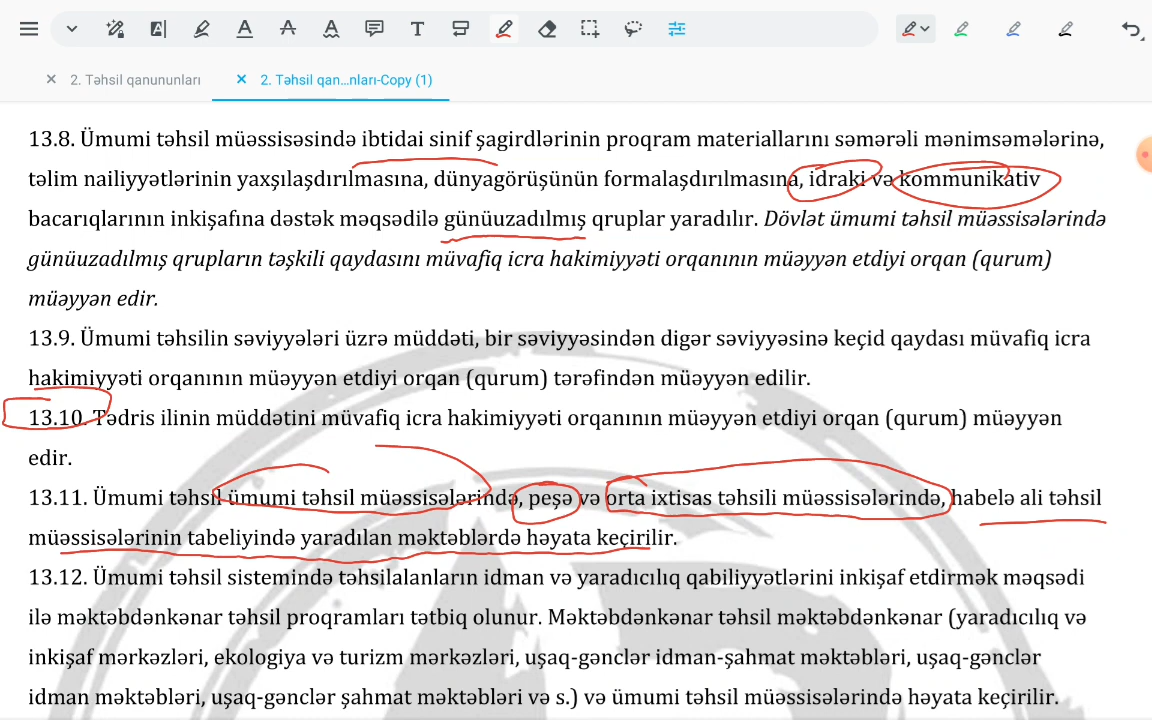 2. Təhsil qanununları
2. Təhsil qan...nları-Copy (1)
13.8. Ümumi təhsil müəssisəsində ibtidai sinif şagirdlərinin proqram materiallarını səmərəli mənimsəmələrinə,
təlim nailiyyətlərinin yaxşılaşdırılmasına, dünyagörüşünün formalaşdırılmasına, idraki və kommunikativ
bacarıqlarının inkişafına dəstək məqsədilə günüuzadılmış qruplar yaradılır. Dövlət ümumi təhsil müəssisələrində
günüuzadılmış qrupların təşkili qaydasını müvafiq icra hakimiyyəti orqanının müəyyən etdiyi orqan (qurum)
müəyyən edir.
13.9. Ümumi təhsilin səviyyələri üzrə müddəti, bir səviyyəsindən digər səviyyəsinə keçid qaydası müvafiq icra
hakimiyyəti orqanının müəyyən etdiyi orqan (qurum) tərəfindən müəyyən edilir.
13.10. Tədris ilinin müddətini müvafiq icra hakimiyyəti orqanının müəyyən etdiyi orqan (qurum) müəyyən
edir.
13.11. Ümumi təhsil ümumi təhsil müəssisələrində, peşə və orta ixtisas təhsili müəssisələrində, habelə ali təhsil
müəssisələrinin tabeliyində yaradılan məktəblərdə həyata keçirilir.
13.12. Ümumi təhsil sistemində təhsilalanların idman və yaradıcılıq qabiliyyətlərini inkişaf etdirmək məqsədi
ilə məktəbdənkənar təhsil proqramları tətbiq olunur. Məktəbdənkənar təhsil məktəbdənkənar (yaradıcılıq və
inkişaf mərkəzləri, ekologiya və turizm mərkəzləri, uşaq-gənclər idman-şahmat məktəbləri, uşaq-gənclər
idman məktəbləri, uşaq-gənclər şahmat məktəbləri və s.) və ümumi təhsil müəssisələrində həyata keçirilir.